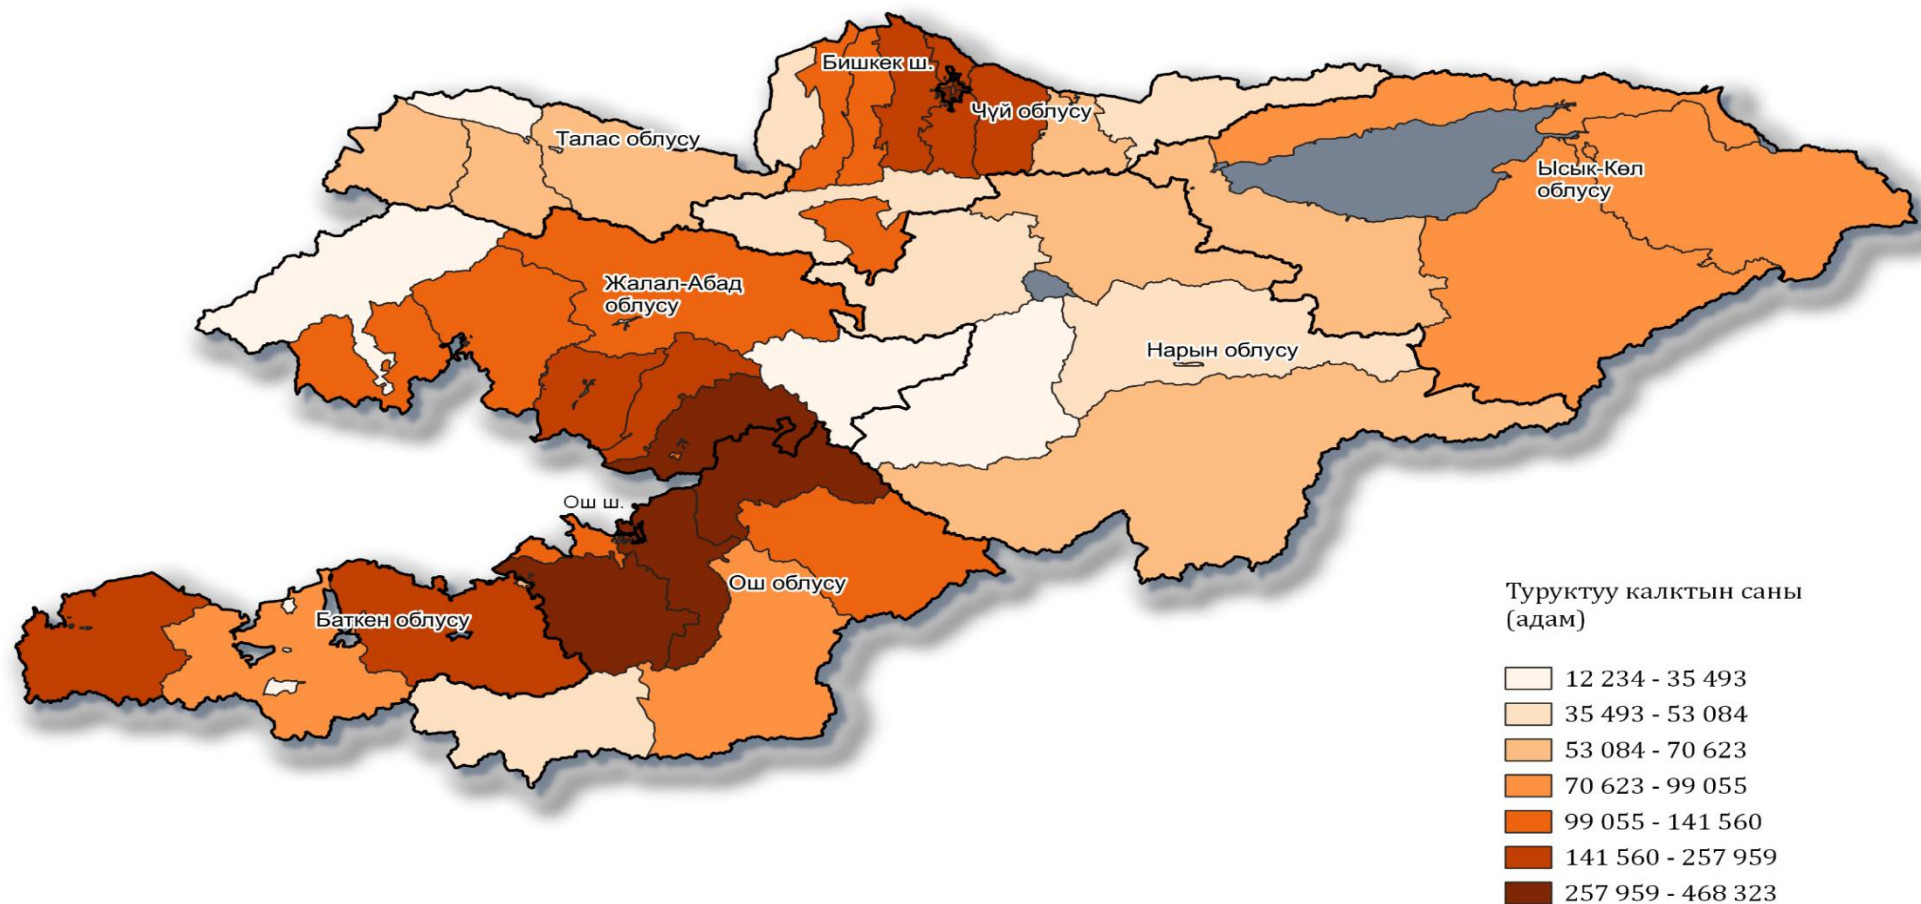 Бишкек ш.
Чүй облусу
Талас облусу
Ысык-Көл
облусу
Жалал-Абад
облусу
Нарын облусу
Ош ш.
Ош облусу
Баткен облусу
Туруктуу калктын саны
(адам)
12 234 - 35 493
35 493 - 53 084
53 084 - 70 623
70 623 - 99 055
99 055 - 141 560
141 560 - 257 959
257 959 - 468 323